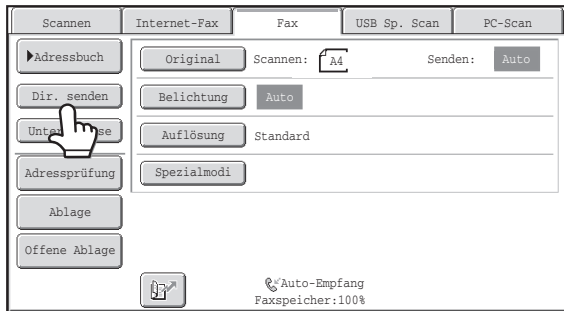 Scannen Internet-Fax Fax USB Sp. Scan PC-Scan
Adressbuch Original Scannen: A4 Senden: Auto
Dir. senden Belichtung Auto
Auflösung Standard
Adressprüfung Spezialmodi
Ablage
Offene Ablage
Auto-Empfang
Faxspeicher:100%